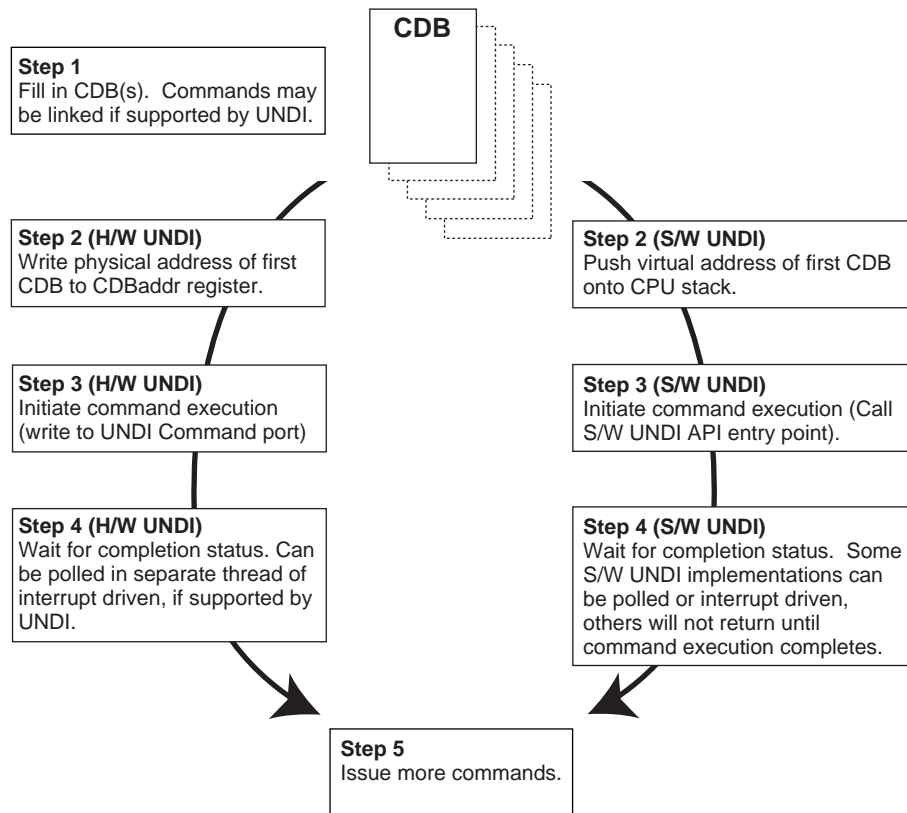 CDB
Step 1
Fill in CDB(s). Commands may
be linked if supported by UNDI.
Step 2 (H/W UNDI)
Write physical address of first
CDB to CDBaddr register.
Step 2 (S/W UNDI)
Push virtual address of first CDB
onto CPU stack.
Step 3 (H/W UNDI)
Initiate command execution
(write to UNDI Command port)
Step 3 (S/W UNDI)
Initiate command execution (Call
S/W UNDI API entry point).
Step 4 (H/W UNDI)
Wait for completion status. Can
be polled in separate thread of
interrupt driven, if supported by
UNDI.
Step 4 (S/W UNDI)
Wait for completion status. Some
S/W UNDI implementations can
be polled or interrupt driven,
others will not return until
command execution completes.
Step 5
Issue more commands.